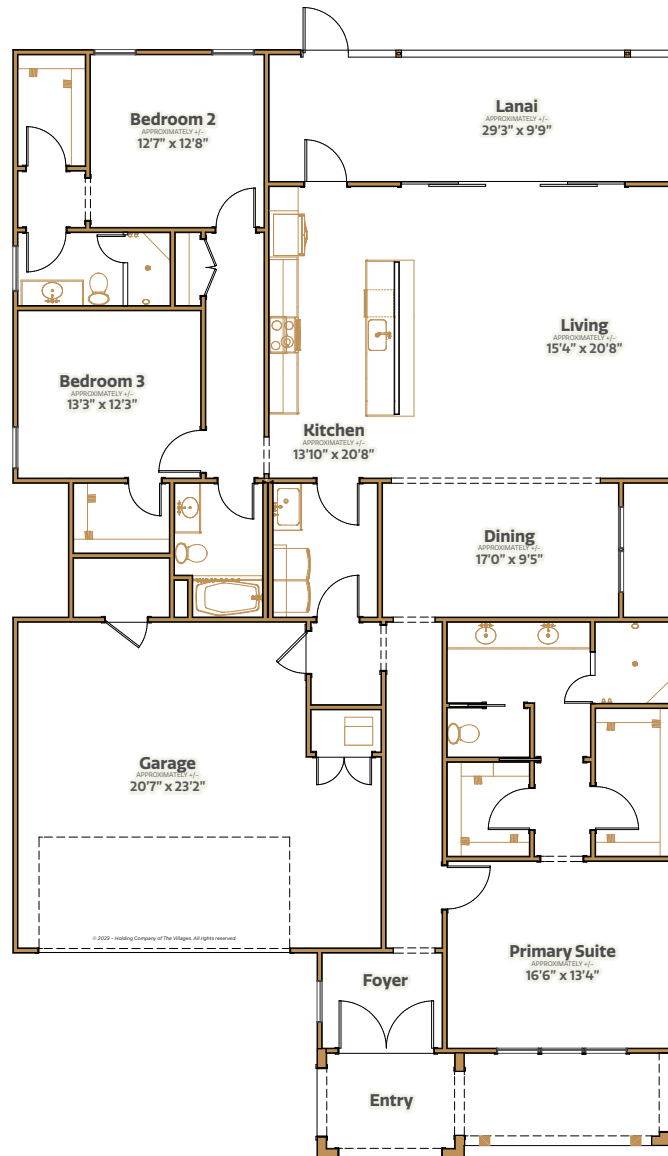 Lanai
APPROXIMATELY +/-
29'3" x 9'9"
Bedroom 2
APPROXIMATELY +/-
12'7" x 12'8"
Living
APPROXIMATELY +/-
15'4" x 20'8"
Bedroom 3
APPROXIMATELY +/-
13'3" x 12'3"
Kitchen
APPROXIMATELY +/-
13'10" x 20'8"
Dining
APPROXIMATELY +/-
17'0" x 9'5"
Garage
APPROXIMATELY +/-
20'7" x 23'2"
© 2023 – Holding Company of The Villages. All rights reserved.
Primary Suite
APPROXIMATELY +/-
16'6" x 13'4"
Foyer
Entry